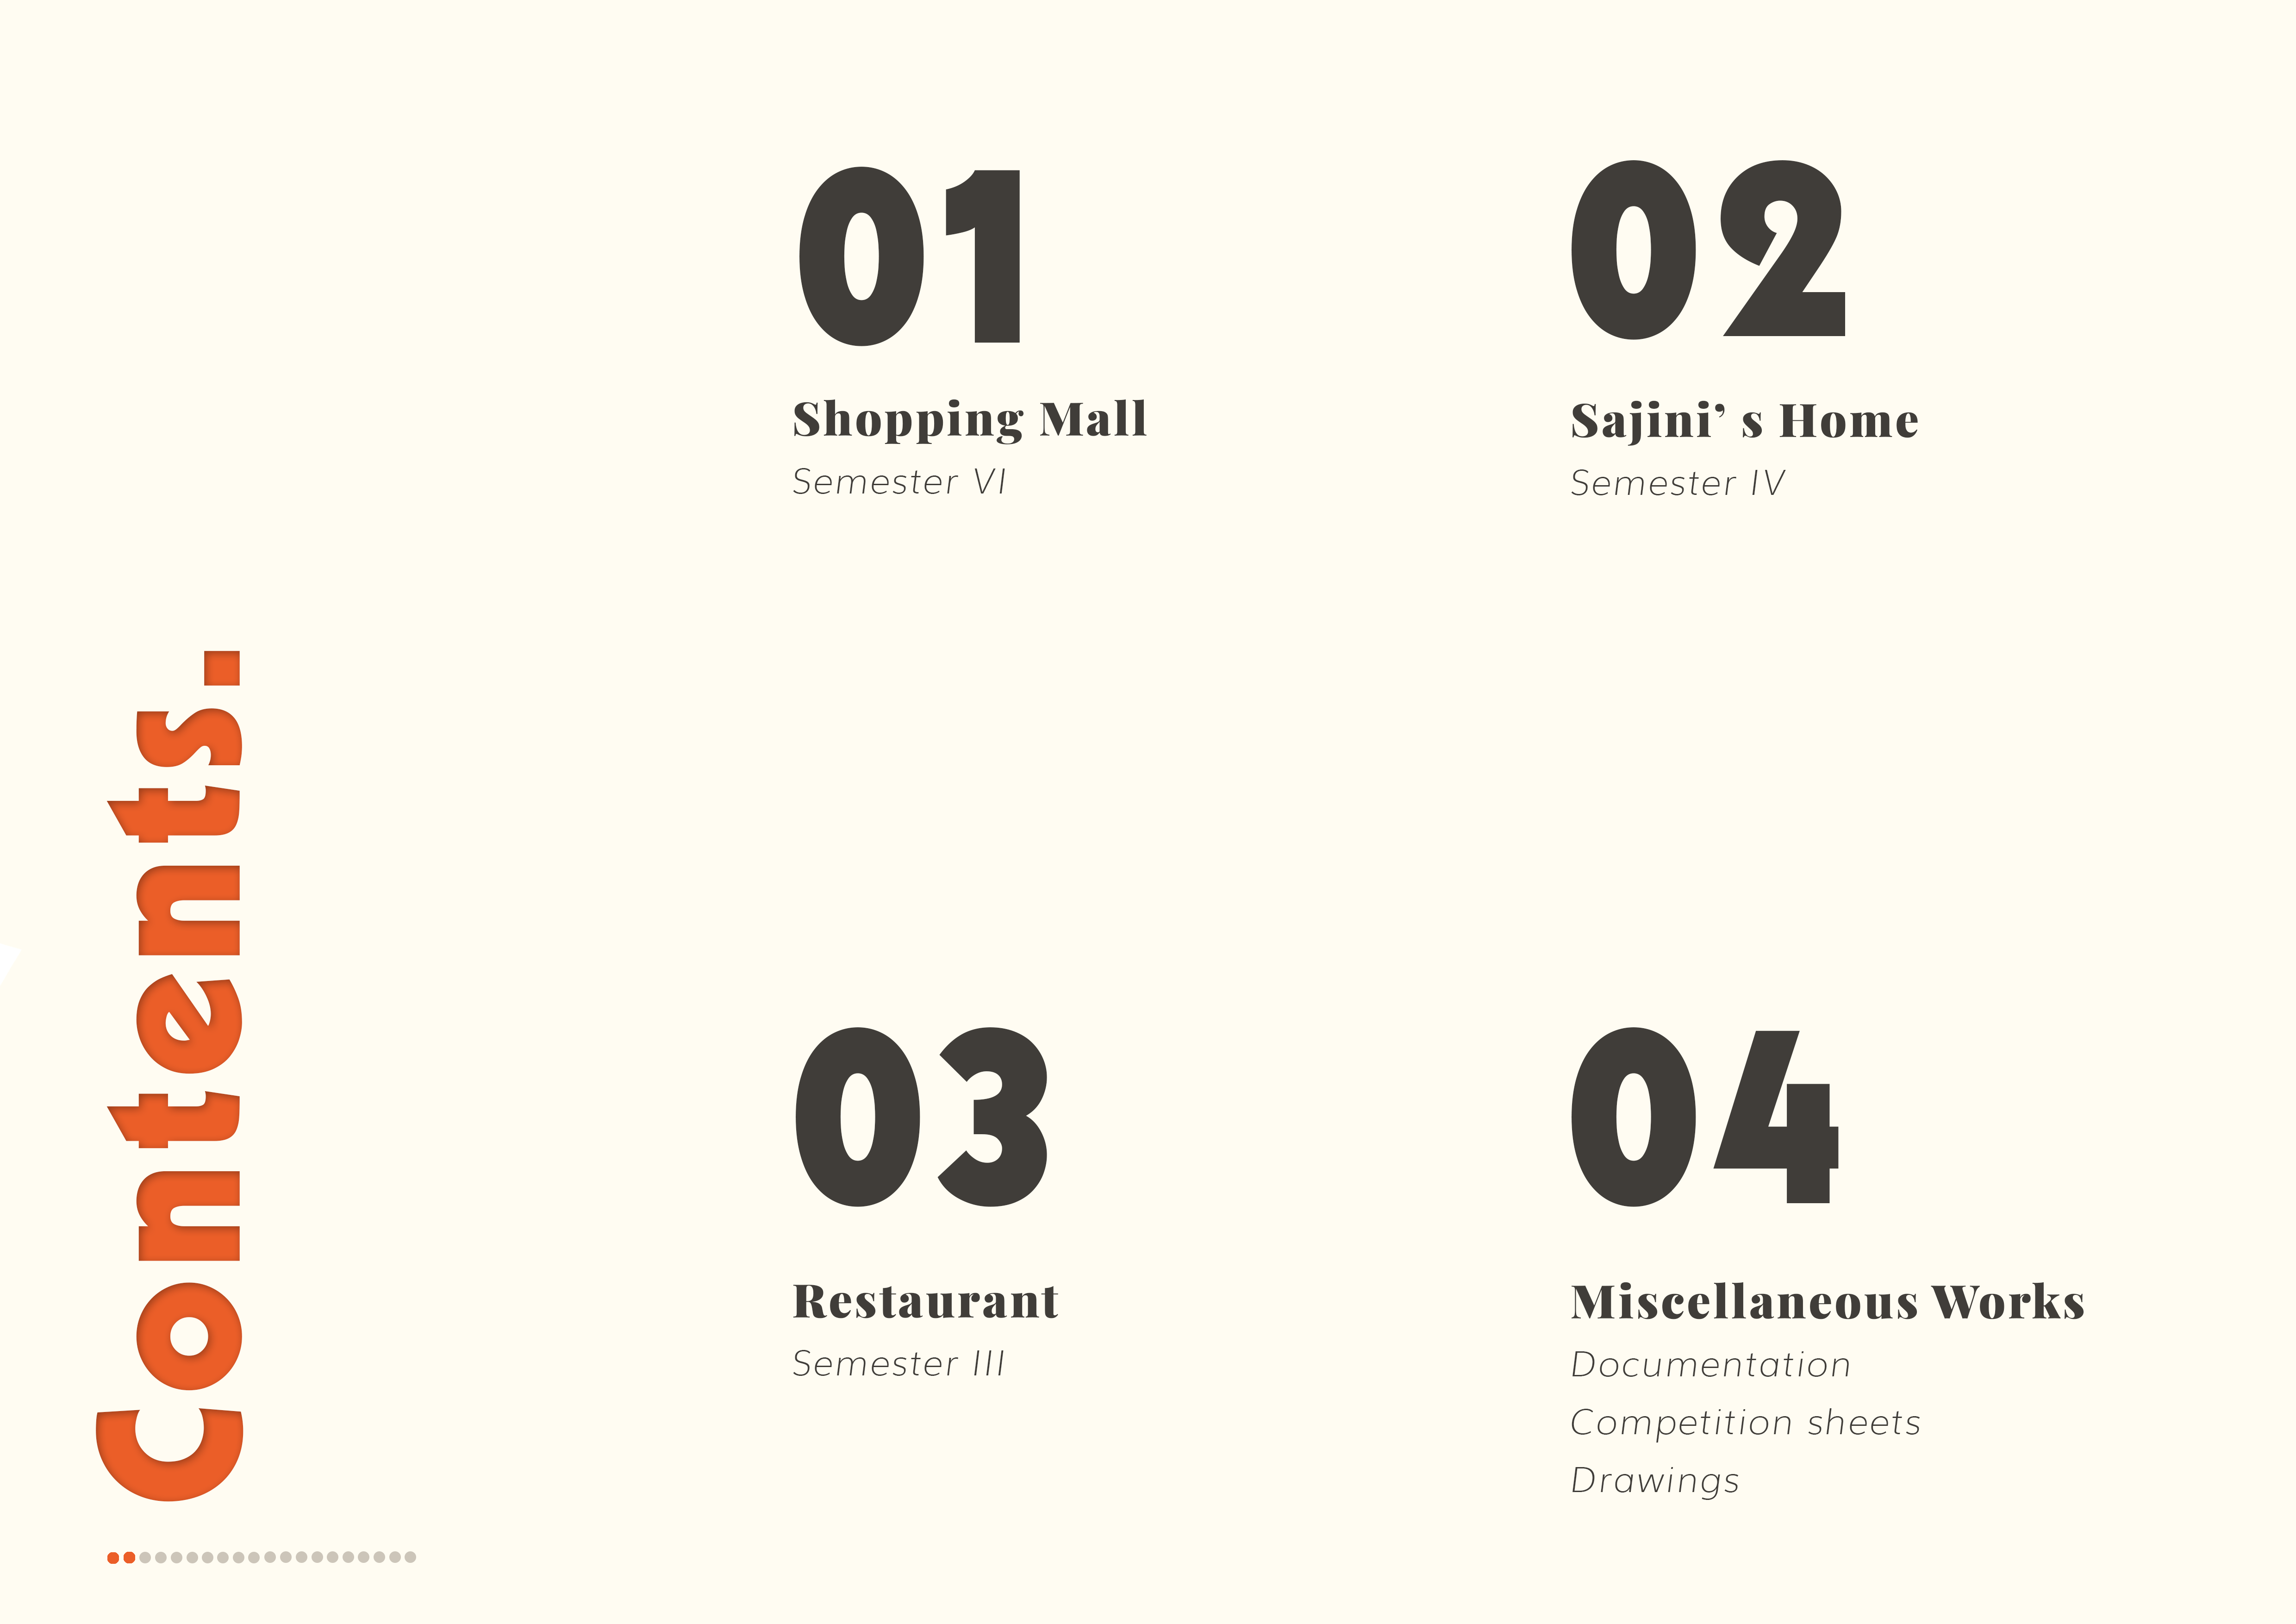 Contents.
01
Shopping Mall
Semester VI
02
Sajini’ s Home
Semester IV
03
Restaurant
Semester III
04
Miscellaneous Works
Documentation
Competition sheets
Drawings